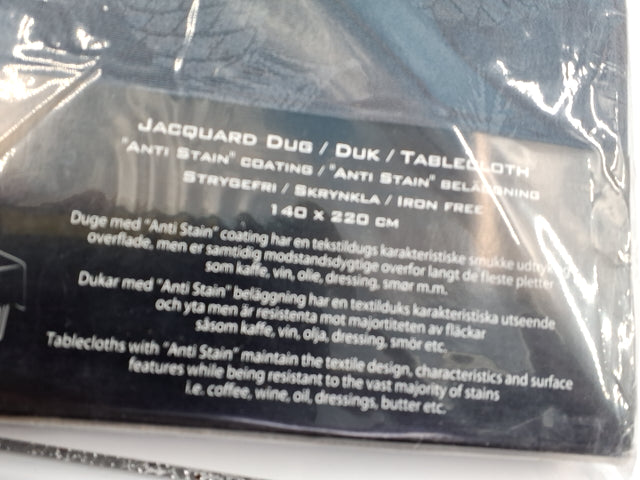 JACQUARD DUG / DUK / TABLECLOTH
"ANTI STAIN" COATING / "ANTI STAIN" BELÄGGNING
STRYGEFRI / SKRYNKLA / IRON FREE
140 X 220 CM
Duge med "Anti Stain" coating har en tekstildugs karakteristiske smukke udtryk og
overflade, men er samtidig modstandsdygtige overfor langt de fleste pletter
som kaffe, vin, olie, dressing, smør m.m.
Dukar med "Anti Stain" beläggning har en textilduks karakteristiska utseende
och yta men är resistenta mot majoriteten av fläckar
såsom kaffe, vin, olja, dressing, smör etc.
Tablecloths with "Anti Stain" maintain the textile design, characteristics and surface
features while being resistant to the vast majority of stains
i.e. coffee, wine, oil, dressings, butter etc.